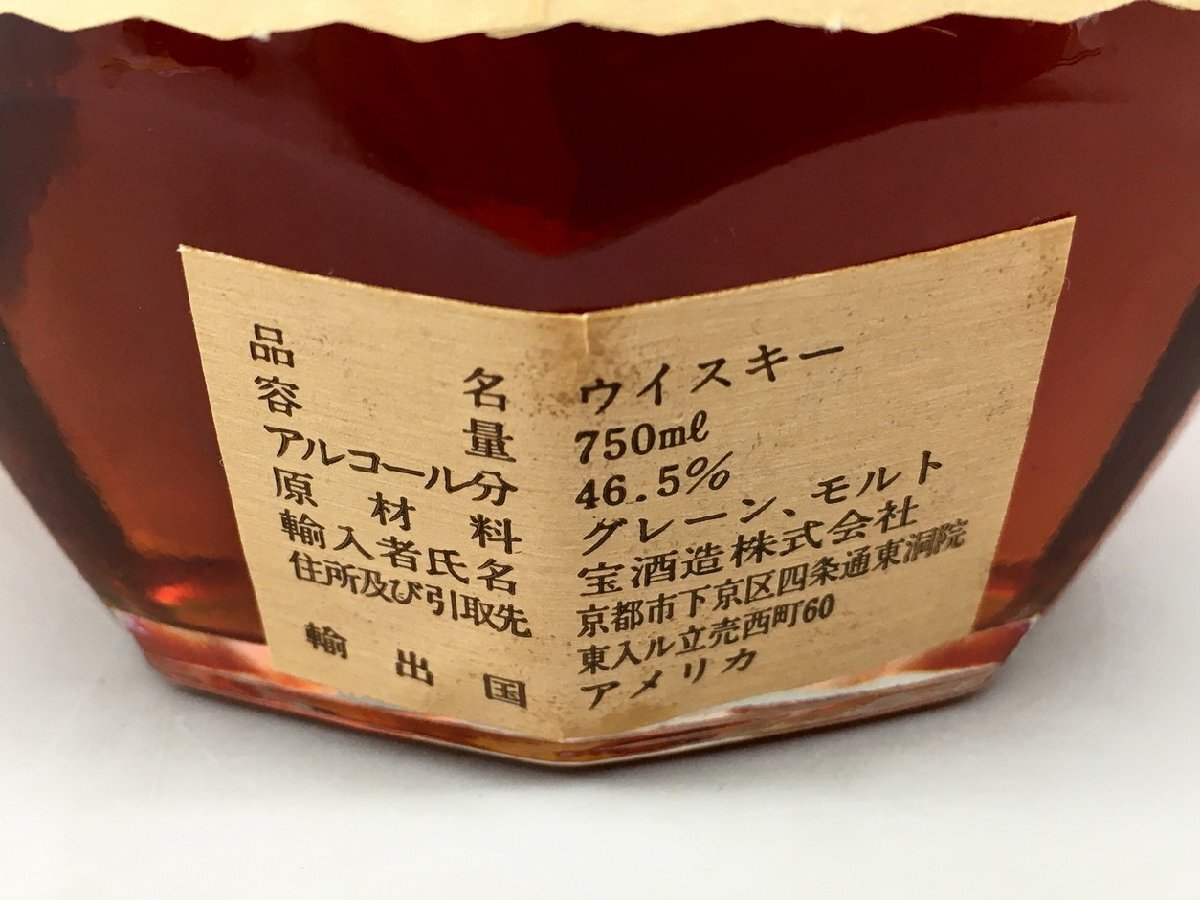 品名 ウイスキー
容量 750mℓ
アルコール分 46.5%
原材料 グレーン、モルト
輸入者氏名 宝酒造株式会社
住所及び引取先 京都市下京区四条通東洞院
東入ル立売西町60
輸出国 アメリカ